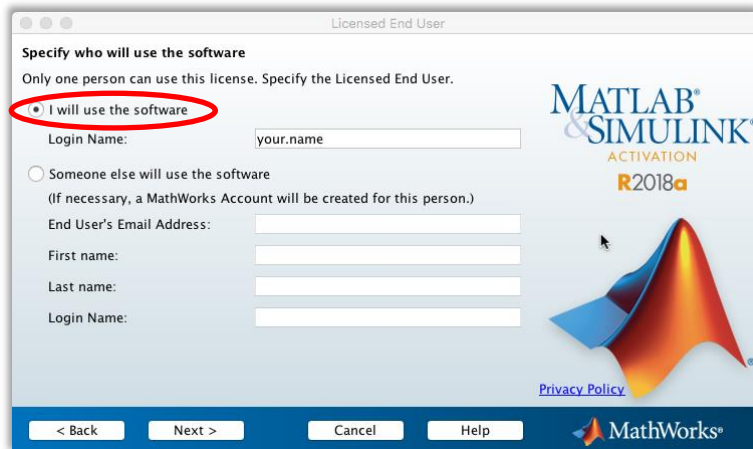 Licensed End User
Specify who will use the software
Only one person can use this license. Specify the Licensed End User.
I will use the software
Login Name: your.name
Someone else will use the software
(If necessary, a MathWorks Account will be created for this person.)
End User's Email Address:
First name:
Last name:
Login Name:
MATLAB®
&SIMULINK®
ACTIVATION
R2018a
®
Privacy Policy
< Back Next > Cancel Help MathWorks®